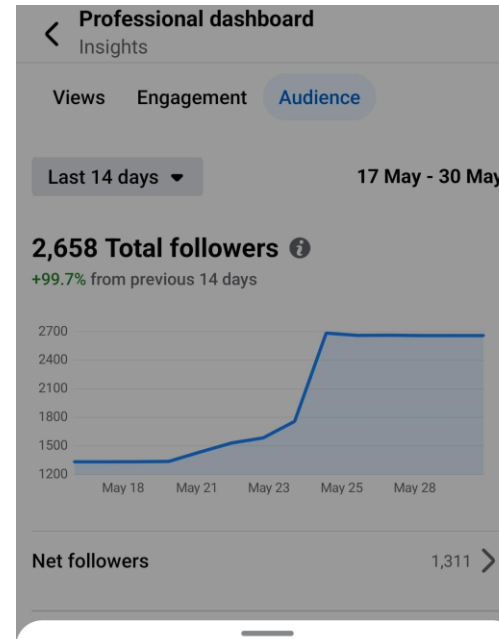 Professional dashboard
Insights
Views Engagement Audience
Last 14 days 17 May - 30 May
2,658 Total followers
+99.7% from previous 14 days
2700
2400
2100
1800
1500
1200
May 18 May 21 May 23 May 25 May 28
Net followers 1,311